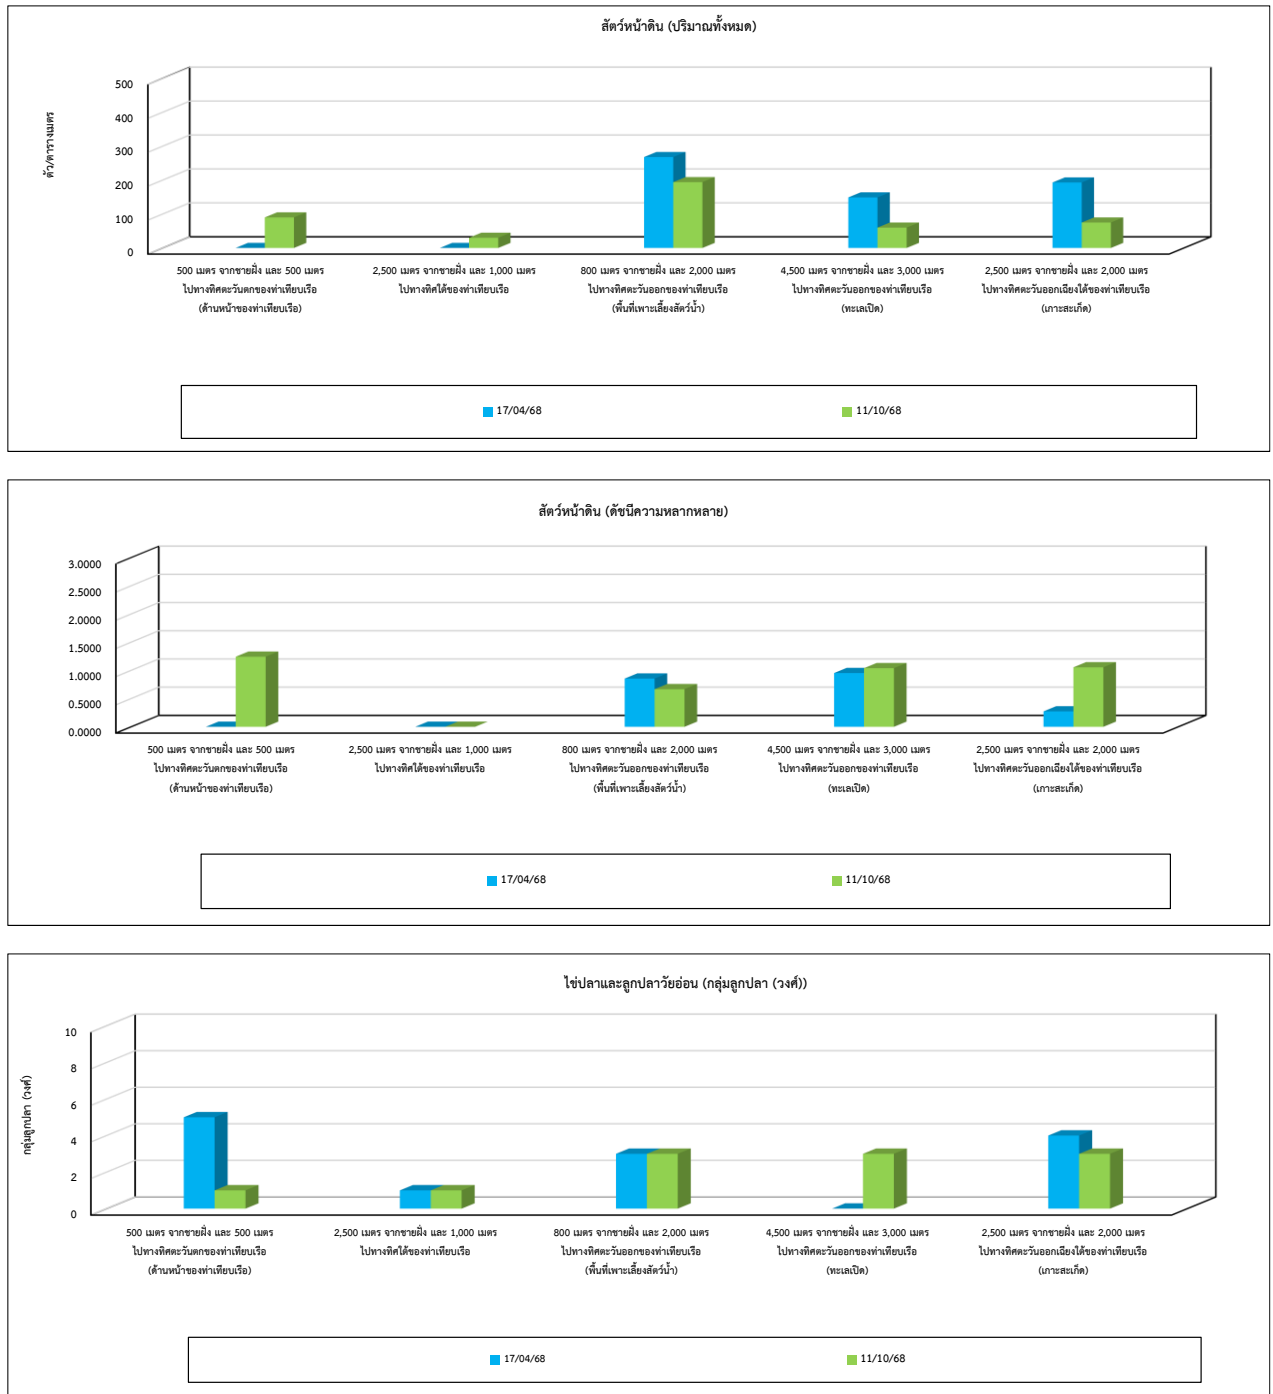 สัตว์หน้าดิน (ปริมาณทั้งหมด)
ตัว/ตารางเมตร
500
400
300
200
100
0
500 เมตร จากชายฝั่ง และ 500 เมตร
ไปทางทิศตะวันตกของท่าเทียบเรือ
(ด้านหน้าของท่าเทียบเรือ)
2,500 เมตร จากชายฝั่ง และ 1,000 เมตร
ไปทางทิศใต้ของท่าเทียบเรือ
800 เมตร จากชายฝั่ง และ 2,000 เมตร
ไปทางทิศตะวันออกของท่าเทียบเรือ
(พื้นที่เพาะเลี้ยงสัตว์น้ำ)
4,500 เมตร จากชายฝั่ง และ 3,000 เมตร
ไปทางทิศตะวันออกของท่าเทียบเรือ
(ทะเลเปิด)
2,500 เมตร จากชายฝั่ง และ 2,000 เมตร
ไปทางทิศตะวันออกเฉียงใต้ของท่าเทียบเรือ
(เกาะสะเก็ด)
17/04/68
11/10/68
สัตว์หน้าดิน (ดัชนีความหลากหลาย)
3.0000
2.5000
2.0000
1.5000
1.0000
0.5000
0.0000
500 เมตร จากชายฝั่ง และ 500 เมตร
ไปทางทิศตะวันตกของท่าเทียบเรือ
(ด้านหน้าของท่าเทียบเรือ)
2,500 เมตร จากชายฝั่ง และ 1,000 เมตร
ไปทางทิศใต้ของท่าเทียบเรือ
800 เมตร จากชายฝั่ง และ 2,000 เมตร
ไปทางทิศตะวันออกของท่าเทียบเรือ
(พื้นที่เพาะเลี้ยงสัตว์น้ำ)
4,500 เมตร จากชายฝั่ง และ 3,000 เมตร
ไปทางทิศตะวันออกของท่าเทียบเรือ
(ทะเลเปิด)
2,500 เมตร จากชายฝั่ง และ 2,000 เมตร
ไปทางทิศตะวันออกเฉียงใต้ของท่าเทียบเรือ
(เกาะสะเก็ด)
17/04/68
11/10/68
ไข่ปลาและลูกปลาวัยอ่อน (กลุ่มลูกปลา (วงศ์))
กลุ่มลูกปลา (วงศ์)
10
8
6
4
2
0
500 เมตร จากชายฝั่ง และ 500 เมตร
ไปทางทิศตะวันตกของท่าเทียบเรือ
(ด้านหน้าของท่าเทียบเรือ)
2,500 เมตร จากชายฝั่ง และ 1,000 เมตร
ไปทางทิศใต้ของท่าเทียบเรือ
800 เมตร จากชายฝั่ง และ 2,000 เมตร
ไปทางทิศตะวันออกของท่าเทียบเรือ
(พื้นที่เพาะเลี้ยงสัตว์น้ำ)
4,500 เมตร จากชายฝั่ง และ 3,000 เมตร
ไปทางทิศตะวันออกของท่าเทียบเรือ
(ทะเลเปิด)
2,500 เมตร จากชายฝั่ง และ 2,000 เมตร
ไปทางทิศตะวันออกเฉียงใต้ของท่าเทียบเรือ
(เกาะสะเก็ด)
17/04/68
11/10/68